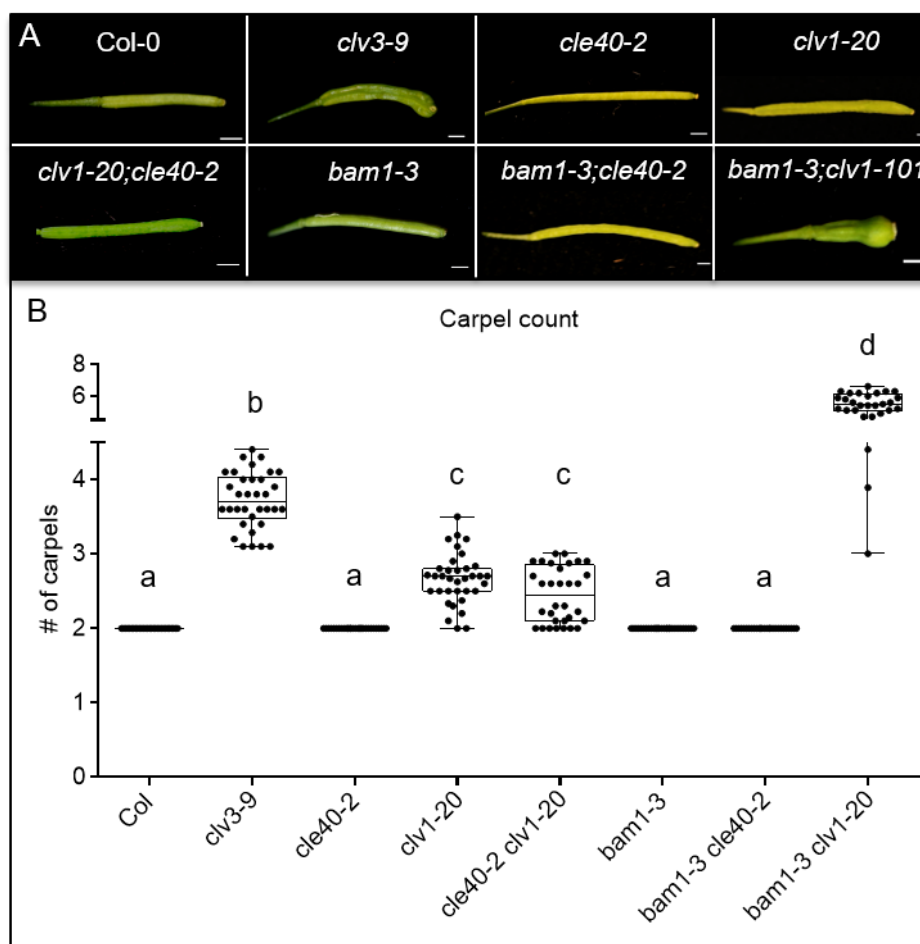 A
Col-0
clv3-9
cle40-2
clv1-20
clv1-20;cle40-2
bam1-3
bam1-3;cle40-2
bam1-3;clv1-101
B
Carpel count
# of carpels
8
6
4
3
2
1
0
a
b
a
c
c
a
a
d
Col
clv3-9
cle40-2
clv1-20
cle40-2 clv1-20
bam1-3
bam1-3 cle40-2
bam1-3 clv1-20